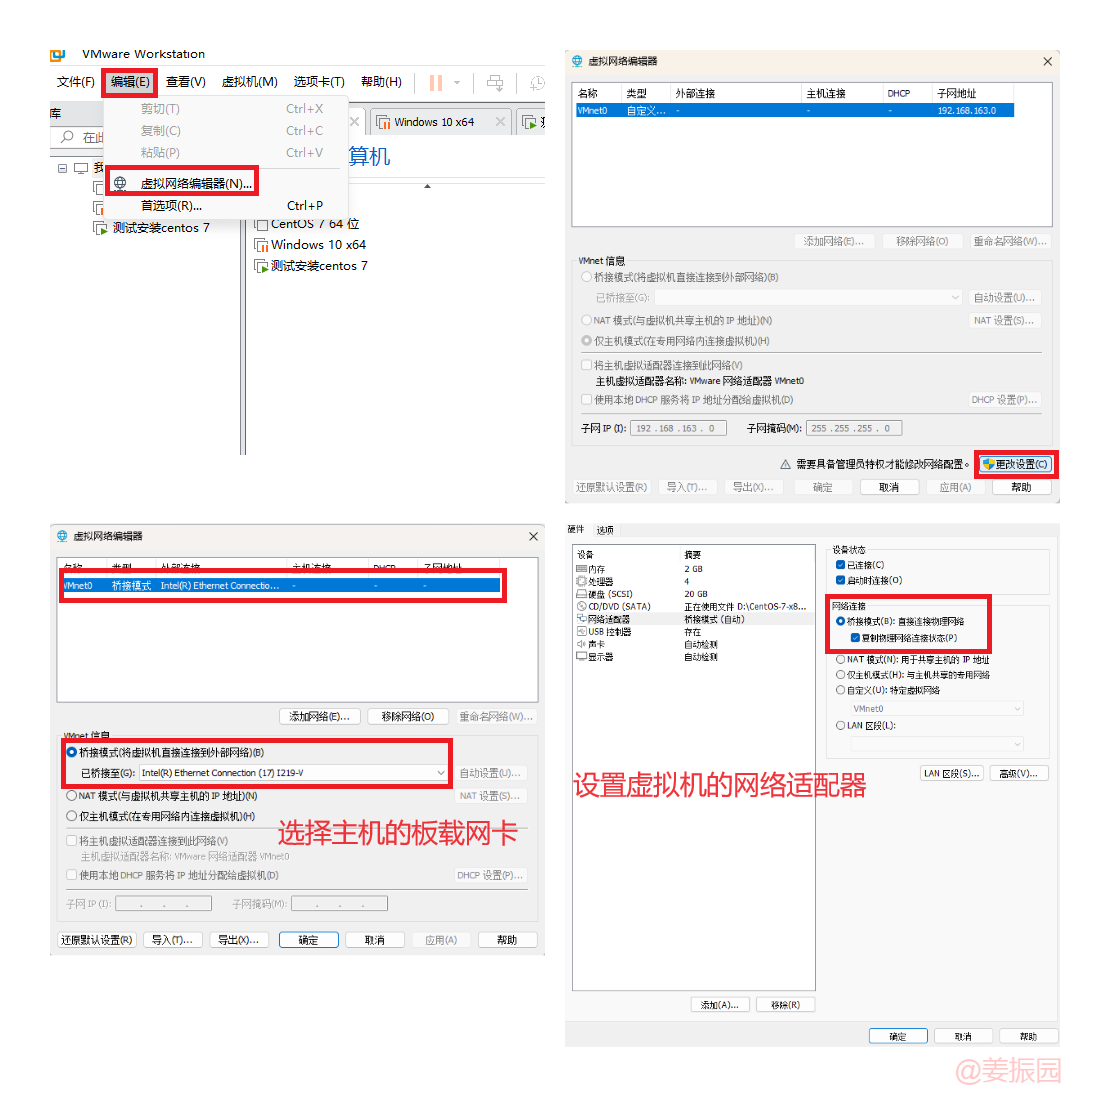 VMware Workstation
文件(F) 编辑(E) 查看(V) 虚拟机(M) 选项卡(T) 帮助(H)
库
剪切(T) Ctrl+X
复制(C) Ctrl+C
粘贴(P) Ctrl+V
虚拟网络编辑器(N)...
首选项(R)... Ctrl+P
在此
我
测试安装centos 7
Windows 10 x64
算机
CentOS 7 64 位
Windows 10 x64
测试安装centos 7
虚拟网络编辑器
名称 类型 外部连接 主机连接 DHCP 子网地址
VMnet0 自定义... - - - 192.168.163.0
添加网络(E)... 移除网络(O) 重命名网络(W)...
VMnet 信息
桥接模式(将虚拟机直接连接到外部网络)(B)
已桥接至(G): 自动设置(U)...
NAT 模式(与虚拟机共享主机的 IP 地址)(N) NAT 设置(S)...
仅主机模式(在专用网络内连接虚拟机)(H)
将主机虚拟适配器连接到此网络(V)
主机虚拟适配器名称: VMware 网络适配器 VMnet0
使用本地 DHCP 服务将 IP 地址分配给虚拟机(D) DHCP 设置(P)...
子网 IP (I): 192 . 168 . 163 . 0 子网掩码(M): 255 . 255 . 255 . 0
需要具备管理员特权才能修改网络配置。 更改设置(C)
还原默认设置(R) 导入(T)... 导出(X)... 确定 取消 应用(A) 帮助
虚拟网络编辑器
名称 类型 外部连接 主机连接 DHCP 子网地址
VMnet0 桥接模式 Intel(R) Ethernet Connectio... - - -
添加网络(E)... 移除网络(O) 重命名网络(W)...
VMnet 信息
桥接模式(将虚拟机直接连接到外部网络)(B)
已桥接至(G): Intel(R) Ethernet Connection (17) I219-V 自动设置(U)...
NAT 模式(与虚拟机共享主机的 IP 地址)(N) NAT 设置(S)...
仅主机模式(在专用网络内连接虚拟机)(H)
选择主机的板载网卡
将主机虚拟适配器连接到此网络(V)
主机虚拟适配器名称: VMware 网络适配器 VMnet0
使用本地 DHCP 服务将 IP 地址分配给虚拟机(D) DHCP 设置(P)...
子网 IP (I): . . . 子网掩码(M): . . .
还原默认设置(R) 导入(T)... 导出(X)... 确定 取消 应用(A) 帮助
硬件 选项
设备 摘要
内存 2 GB
处理器 4
硬盘 (SCSI) 20 GB
CD/DVD (SATA) 正在使用文件 D:\CentOS-7-x8...
网络适配器 桥接模式 (自动)
USB 控制器 存在
声卡 自动检测
显示器 自动检测
设备状态
已连接(C)
启动时连接(O)
网络连接
桥接模式(B): 直接连接物理网络
复制物理网络连接状态(P)
NAT 模式(N): 用于共享主机的 IP 地址
仅主机模式(H): 与主机共享的专用网络
自定义(U): 特定虚拟网络
VMnet0
LAN 区段(L):
LAN 区段(S)... 高级(V)...
设置虚拟机的网络适配器
添加(A)... 移除(R)
确定 取消 帮助
@姜振园